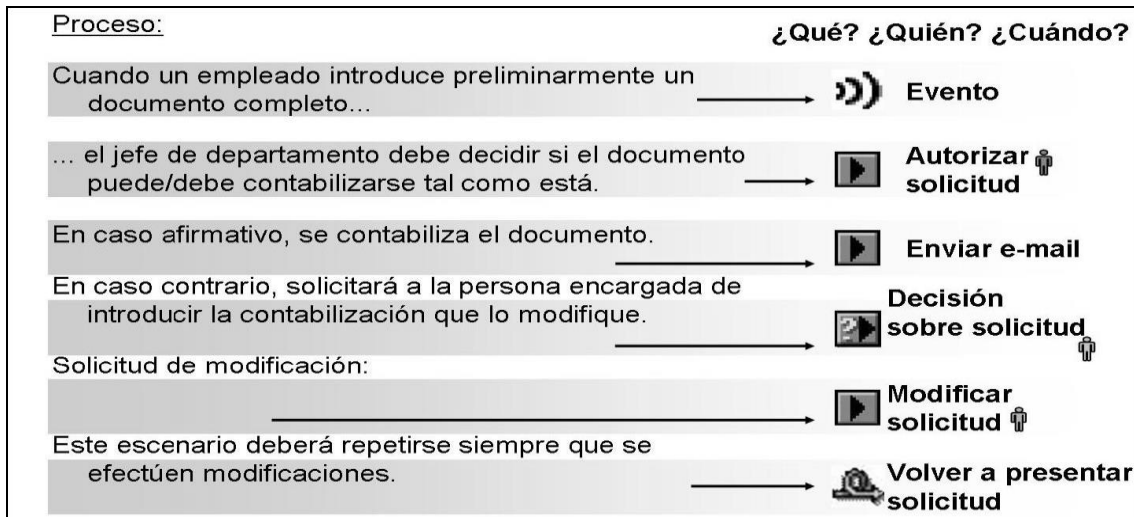 Proceso:
¿Qué? ¿Quién? ¿Cuándo?
Cuando un empleado introduce preliminarmente un
documento completo...
Evento
... el jefe de departamento debe decidir si el documento
puede/debe contabilizarse tal como está.
Autorizar
solicitud
En caso afirmativo, se contabiliza el documento.
Enviar e-mail
En caso contrario, solicitará a la persona encargada de
introducir la contabilización que lo modifique.
Decisión
sobre solicitud
Solicitud de modificación:
Modificar
solicitud
Este escenario deberá repetirse siempre que se
efectúen modificaciones.
Volver a presentar
solicitud